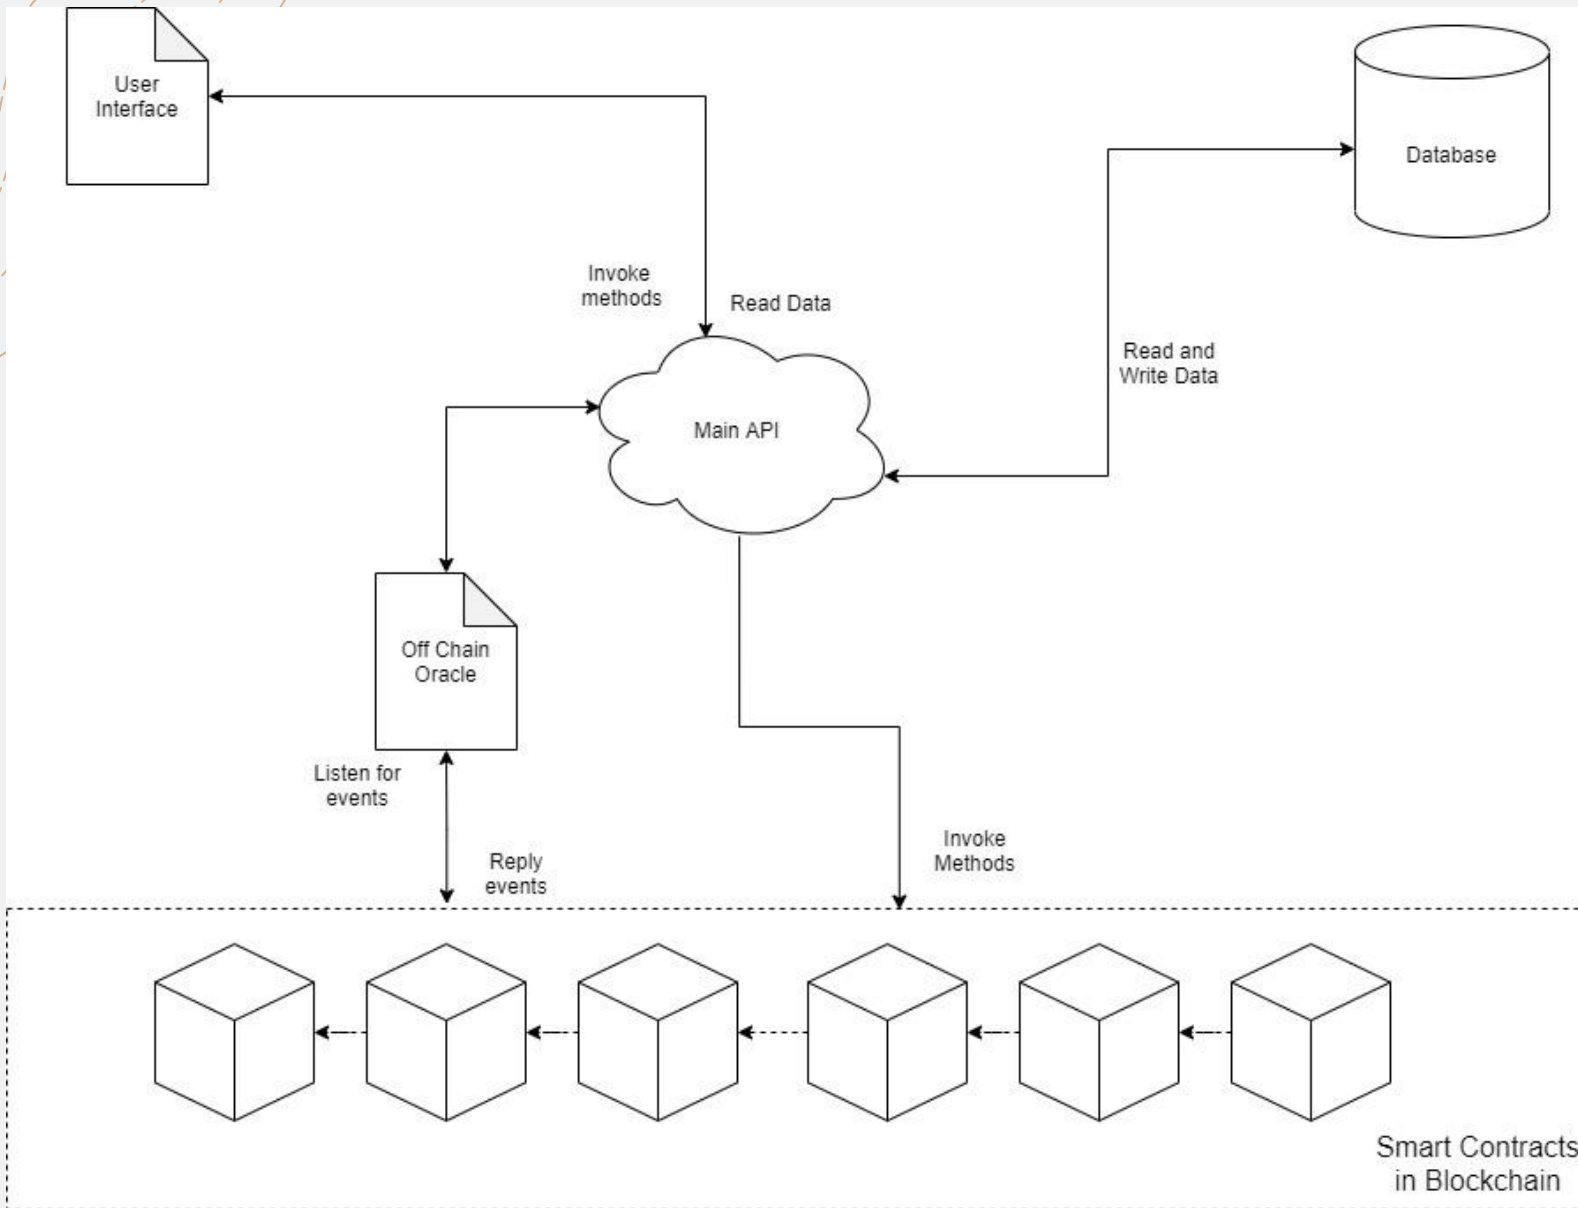 User
Interface
Database
Invoke
methods
Read Data
Read and
Write Data
Main API
Off Chain
Oracle
Listen for
events
Invoke
Methods
Reply
events
Smart Contracts
in Blockchain